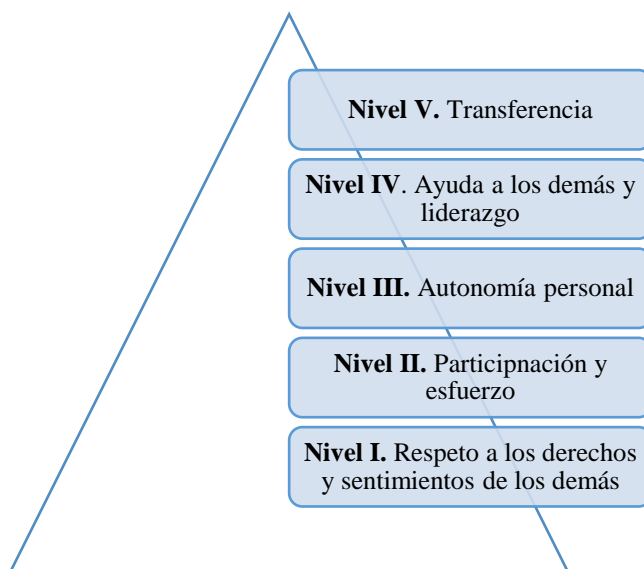 Nivel V. Transferencia
Nivel IV. Ayuda a los demás y
liderazgo
Nivel III. Autonomía personal
Nivel II. Participnación y
esfuerzo
Nivel I. Respeto a los derechos
y sentimientos de los demás